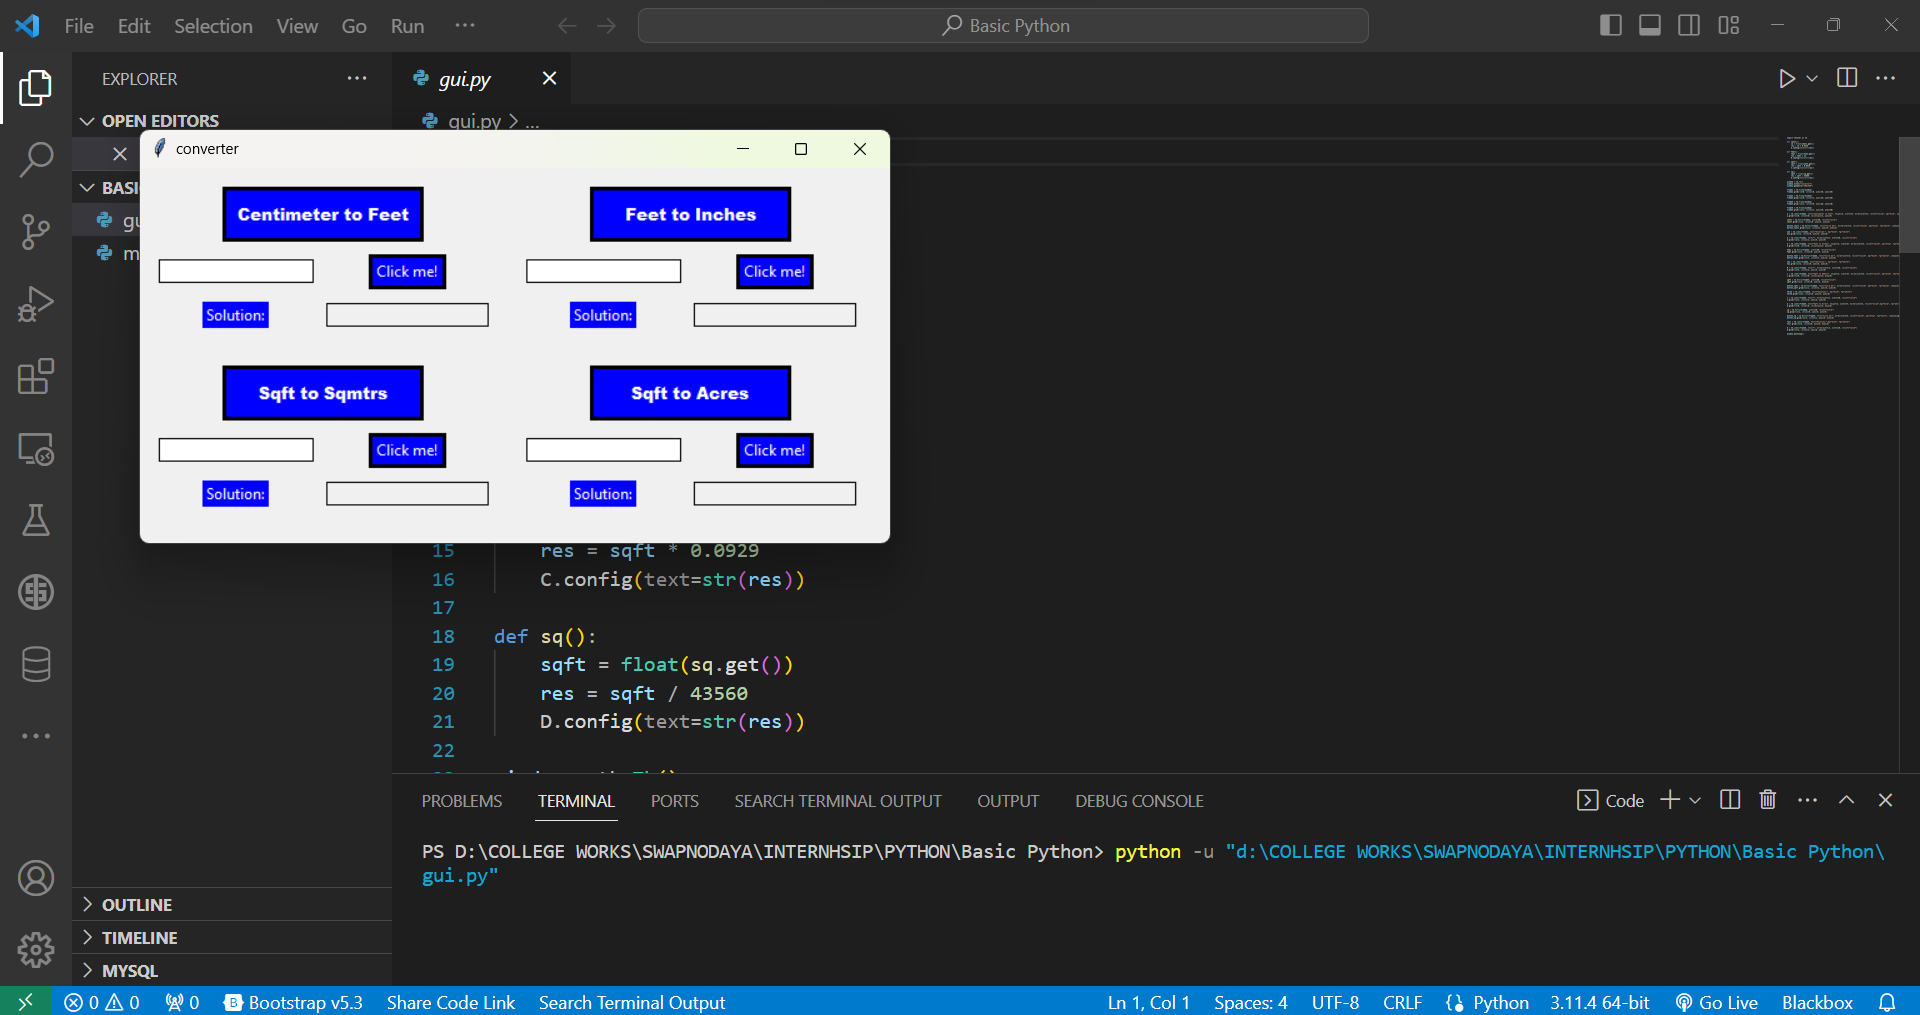 File Edit Selection View Go Run ··· Basic Python
EXPLORER ···
gui.py
OPEN EDITORS
gui.py > ...
converter
BASI
gu
m
Centimeter to Feet Feet to Inches
Click me! Click me!
Solution: Solution:
Sqft to Sqmtrs Sqft to Acres
Click me! Click me!
Solution: Solution:
15 res = sqft * 0.0929
16 C.config(text=str(res))
17
18 def sq():
19 sqft = float(sq.get())
20 res = sqft / 43560
21 D.config(text=str(res))
22
PROBLEMS TERMINAL PORTS SEARCH TERMINAL OUTPUT OUTPUT DEBUG CONSOLE Code
PS D:\COLLEGE WORKS\SWAPNODAYA\INTERNHSIP\PYTHON\Basic Python> python -u "d:\COLLEGE WORKS\SWAPNODAYA\INTERNHSIP\PYTHON\Basic Python\
gui.py"
OUTLINE
TIMELINE
MYSQL
0 0 0 Bootstrap v5.3 Share Code Link Search Terminal Output Ln 1, Col 1 Spaces: 4 UTF-8 CRLF Python 3.11.4 64-bit Go Live Blackbox